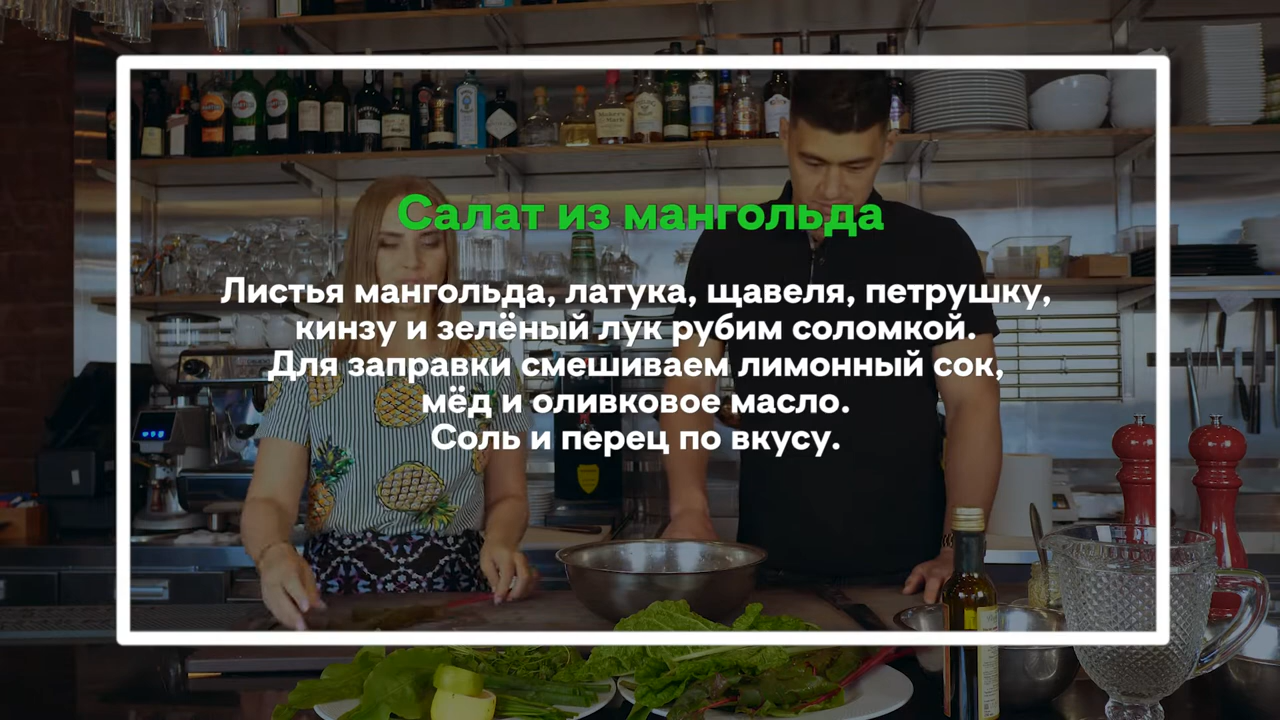 Салат из мангольда
Листья мангольда, латука, щавеля, петрушку,
кинзу и зелёный лук рубим соломкой.
Для заправки смешиваем лимонный сок,
мёд и оливковое масло.
Соль и перец по вкусу.